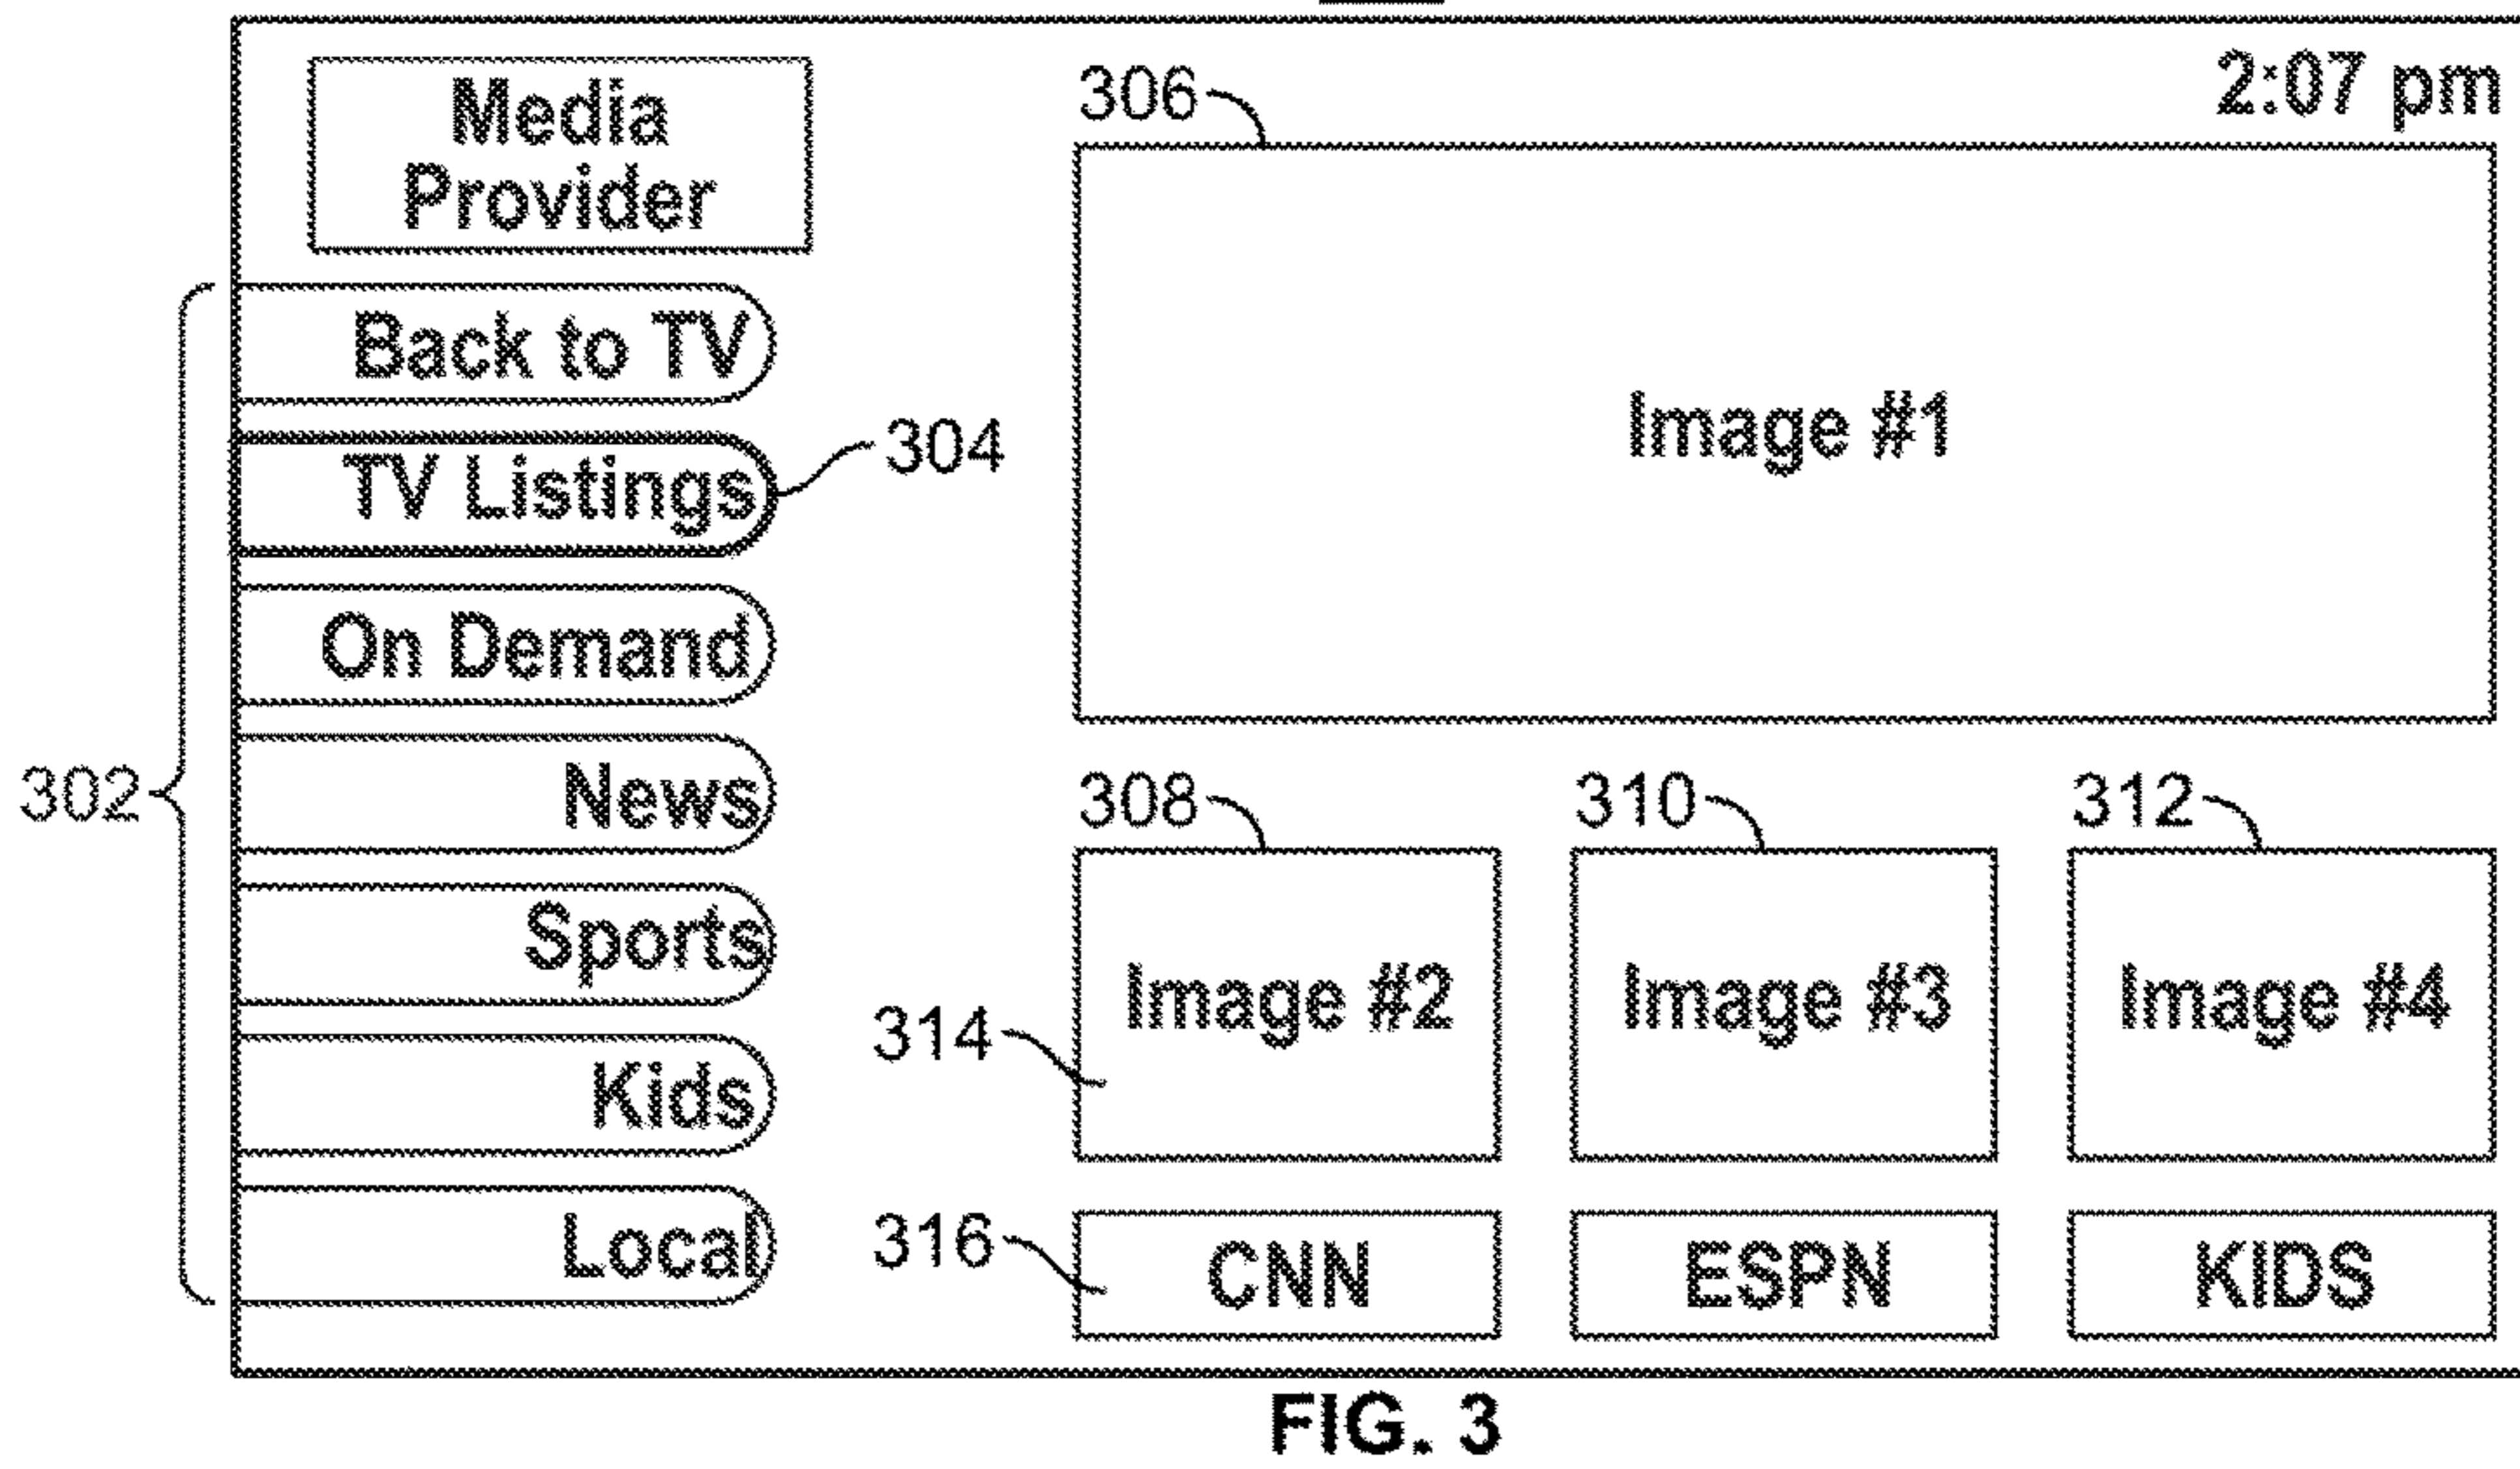 2:07 pm
Media
Provider
306
Image #1
Back to TV
TV Listings
304
On Demand
News
302
Sports
Kids
Local
308
310
312
Image #2
Image #3
Image #4
314
316
CNN
ESPN
KIDS
FIG. 3